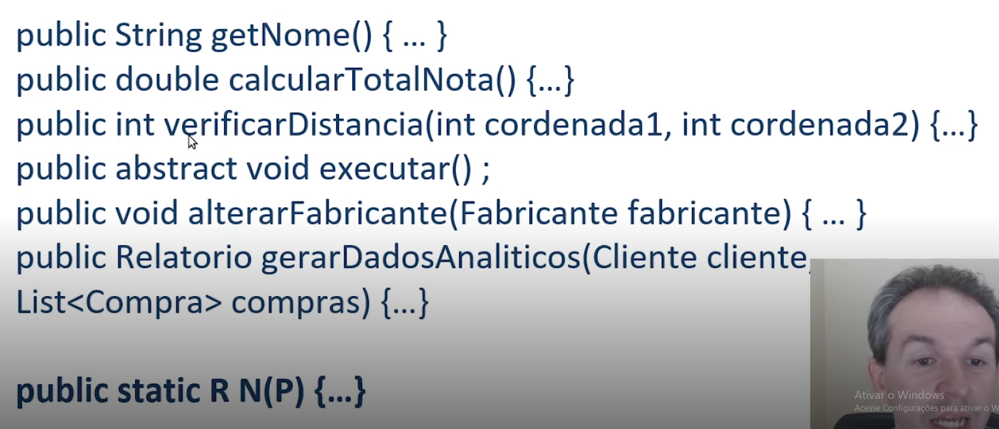 public String getNome() { ... }
public double calcularTotalNota() {...}
public int verificarDistancia(int cordenada1, int cordenada2) {...}
public abstract void executar() ;
public void alterarFabricante(Fabricante fabricante) { ... }
public Relatorio gerarDadosAnaliticos(Cliente cliente,
List<Compra> compras) {...}
public static R N(P) {...}
Ativar o Windows
Acesse Configurações para ativar o W